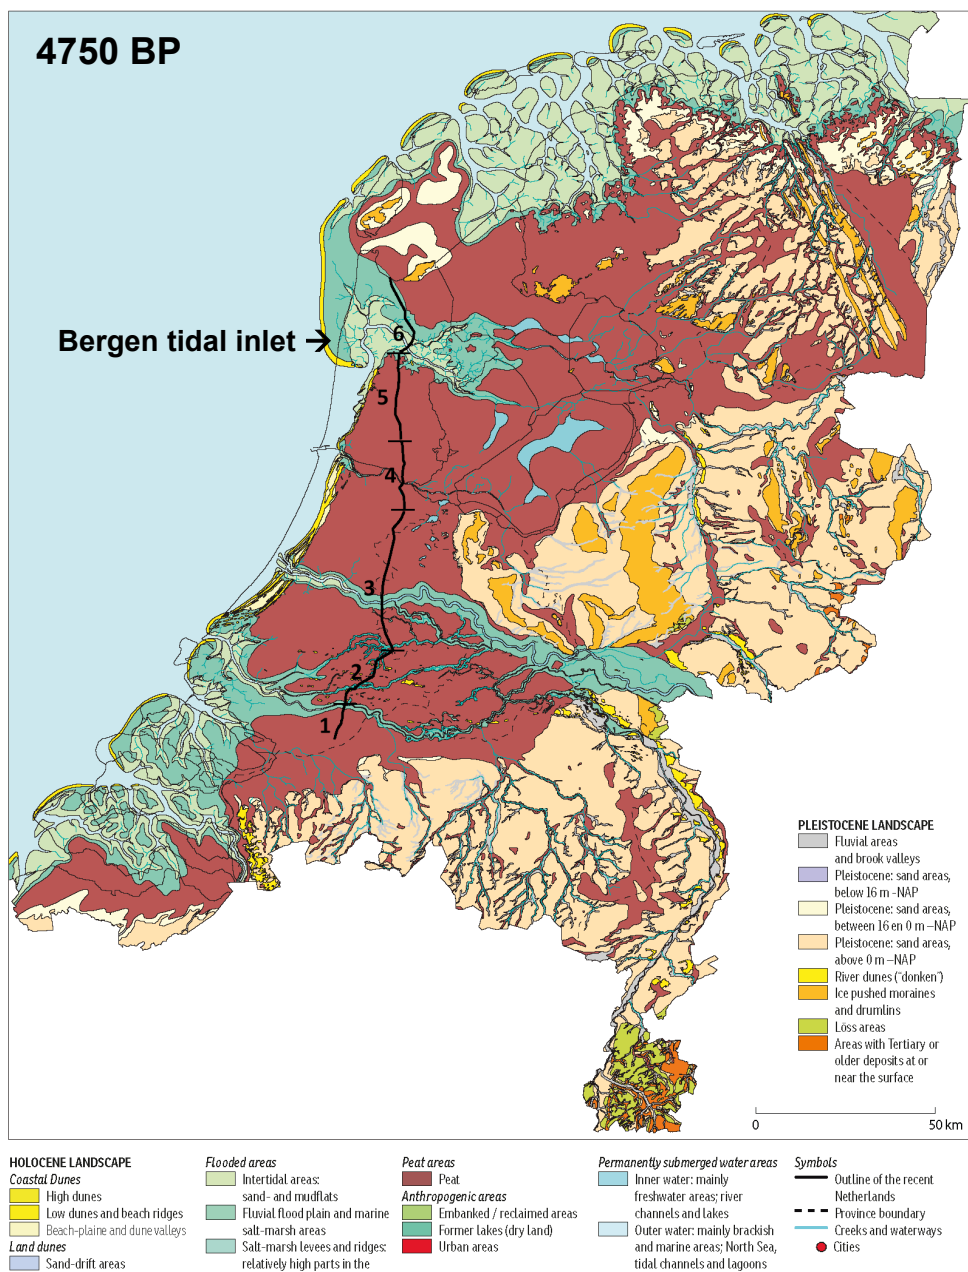 4750 BP
Bergen tidal inlet →
6
5
4
3
2
1
PLEISTOCENE LANDSCAPE
Fluvial areas
and brook valleys
Pleistocene: sand areas,
below 16 m -NAP
Pleistocene: sand areas,
between 16 en 0 m –NAP
Pleistocene: sand areas,
above 0 m –NAP
River dunes ("donken")
Ice pushed moraines
and drumlins
Löss areas
Areas with Tertiary or
older deposits at or
near the surface
0 50 km
HOLOCENE LANDSCAPE
Coastal Dunes
High dunes
Low dunes and beach ridges
Beach-plaine and dune valleys
Land dunes
Sand-drift areas
Flooded areas
Intertidal areas:
sand- and mudflats
Fluvial flood plain and marine
salt-marsh areas
Salt-marsh levees and ridges:
relatively high parts in the
Peat areas
Peat
Anthropogenic areas
Embanked / reclaimed areas
Former lakes (dry land)
Urban areas
Permanently submerged water areas
Inner water: mainly
freshwater areas; river
channels and lakes
Outer water: mainly brackish
and marine areas; North Sea,
tidal channels and lagoons
Symbols
Outline of the recent
Netherlands
Province boundary
Creeks and waterways
Cities